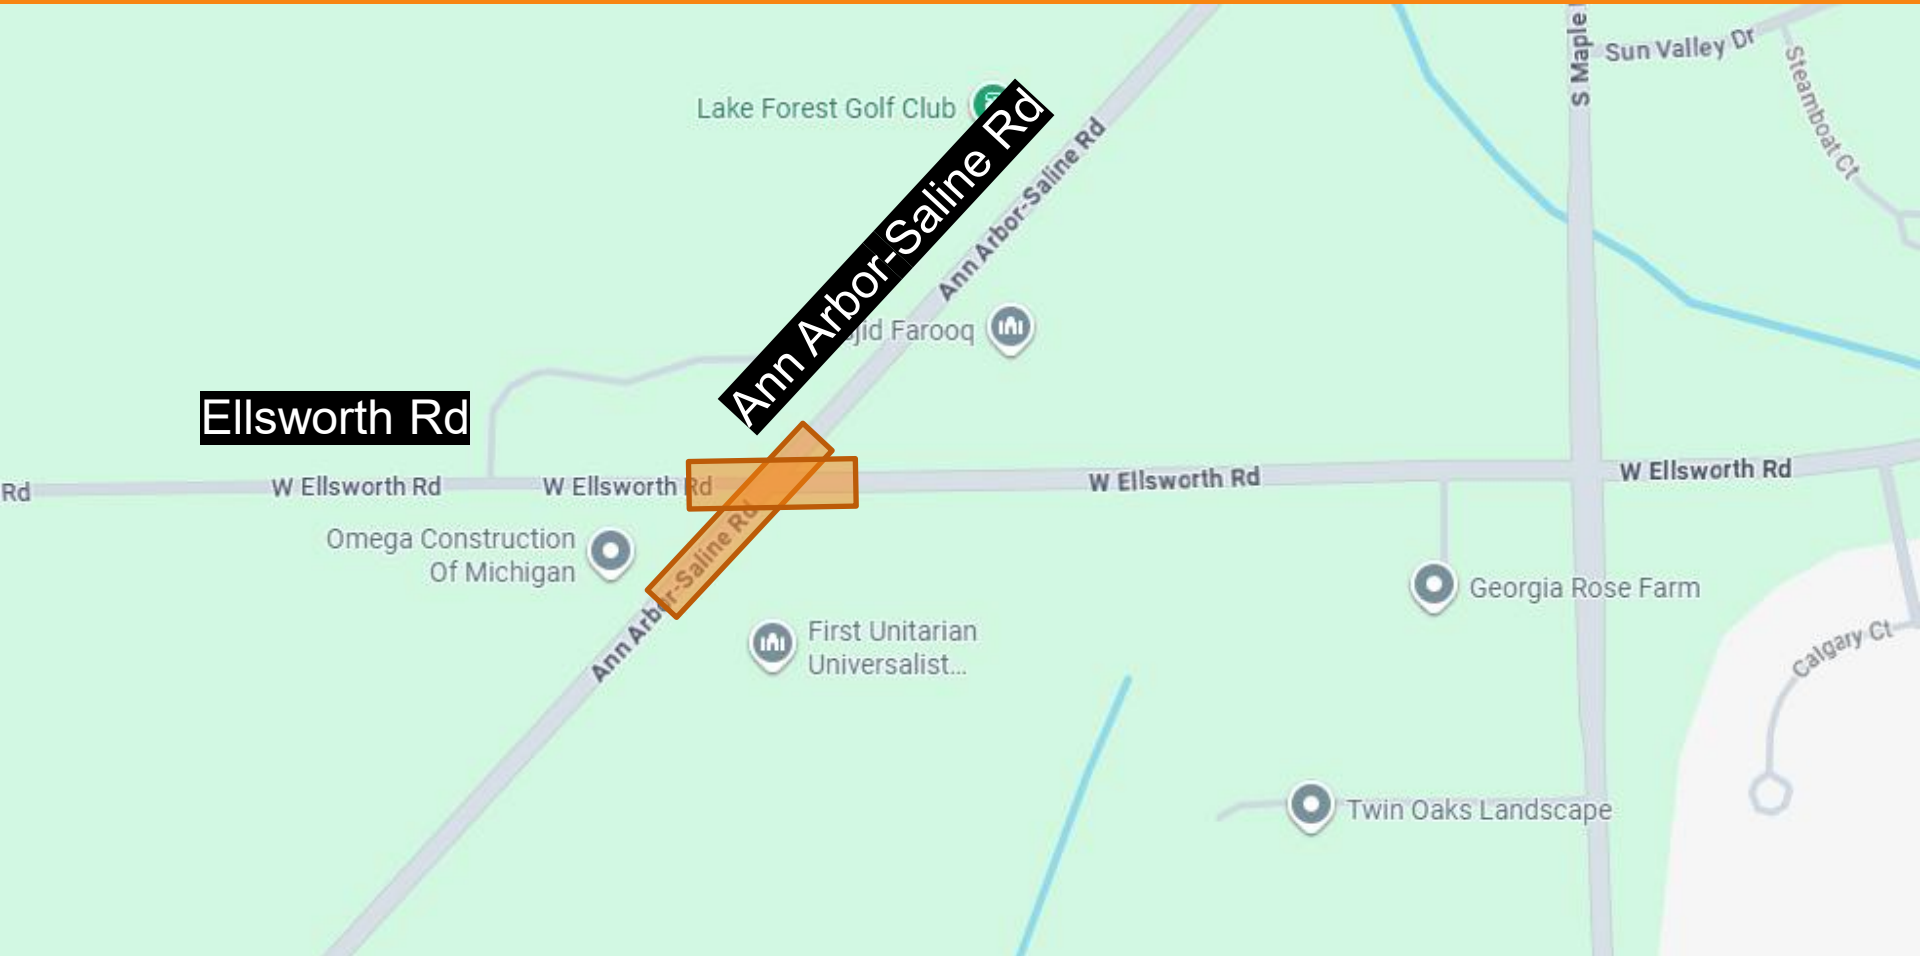 S Maple
Sun Valley Dr
Steamboat Ct
Lake Forest Golf Club
Ann Arbor-Saline Rd
Ann Arbor-Saline Rd
Farooq
Ellsworth Rd
Rd
W Ellsworth Rd
W Ellsworth Rd
W Ellsworth Rd
W Ellsworth Rd
Omega Construction
Of Michigan
Ann Arbor-Saline Rd
First Unitarian
Universalist...
Georgia Rose Farm
Calgary Ct
Twin Oaks Landscape